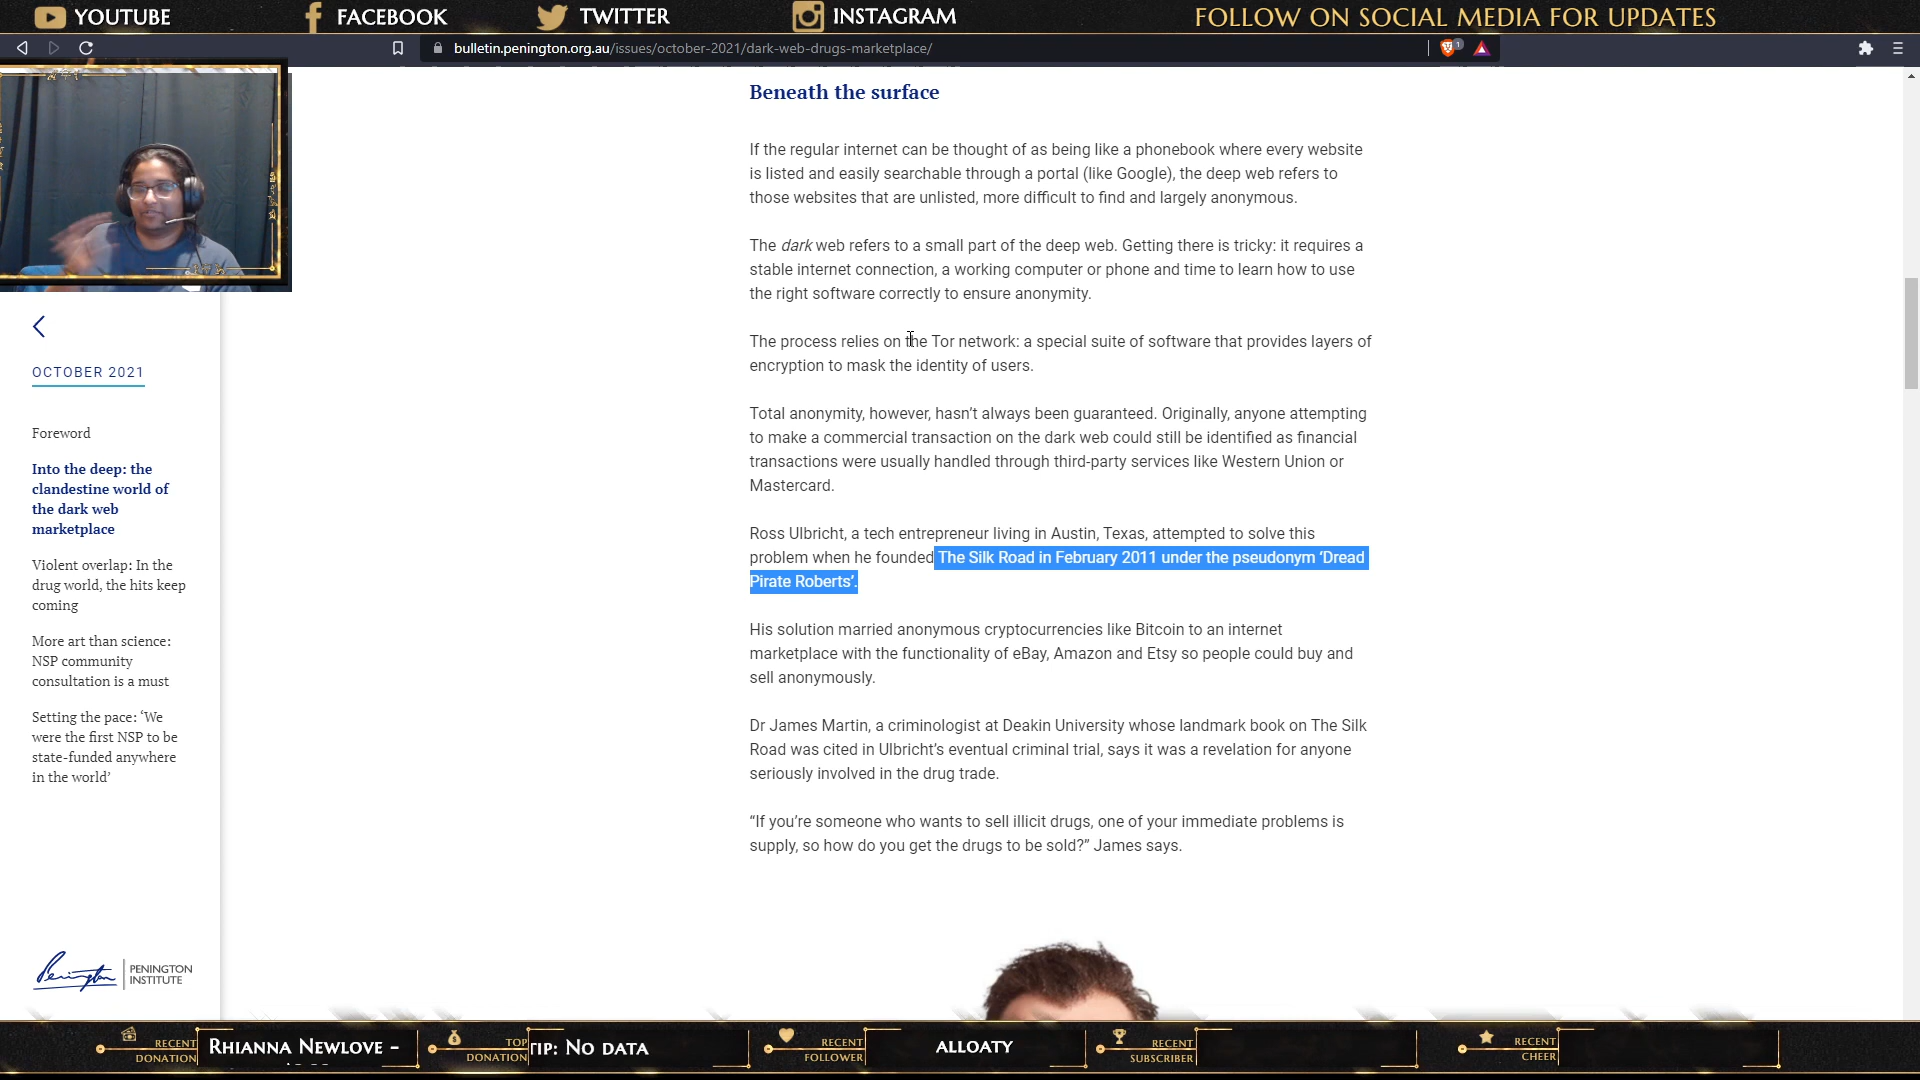 YOUTUBE
FACEBOOK
TWITTER
INSTAGRAM
FOLLOW ON SOCIAL MEDIA FOR UPDATES
bulletin.penington.org.au/issues/october-2021/dark-web-drugs-marketplace/
1
Beneath the surface
If the regular internet can be thought of as being like a phonebook where every website
is listed and easily searchable through a portal (like Google), the deep web refers to
those websites that are unlisted, more difficult to find and largely anonymous.
The dark web refers to a small part of the deep web. Getting there is tricky: it requires a
stable internet connection, a working computer or phone and time to learn how to use
the right software correctly to ensure anonymity.
The process relies on the Tor network: a special suite of software that provides layers of
encryption to mask the identity of users.
Total anonymity, however, hasn’t always been guaranteed. Originally, anyone attempting
to make a commercial transaction on the dark web could still be identified as financial
transactions were usually handled through third-party services like Western Union or
Mastercard.
Ross Ulbricht, a tech entrepreneur living in Austin, Texas, attempted to solve this
problem when he founded The Silk Road in February 2011 under the pseudonym ‘Dread
Pirate Roberts’.
His solution married anonymous cryptocurrencies like Bitcoin to an internet
marketplace with the functionality of eBay, Amazon and Etsy so people could buy and
sell anonymously.
Dr James Martin, a criminologist at Deakin University whose landmark book on The Silk
Road was cited in Ulbricht’s eventual criminal trial, says it was a revelation for anyone
seriously involved in the drug trade.
“If you’re someone who wants to sell illicit drugs, one of your immediate problems is
supply, so how do you get the drugs to be sold?” James says.
OCTOBER 2021
Foreword
Into the deep: the
clandestine world of
the dark web
marketplace
Violent overlap: In the
drug world, the hits keep
coming
More art than science:
NSP community
consultation is a must
Setting the pace: ‘We
were the first NSP to be
state-funded anywhere
in the world’
Penington
PENINGTON
INSTITUTE
RECENT
DONATION
RHIANNA NEWLOVE -
TOP
DONATION
TIP: NO DATA
RECENT
FOLLOWER
ALLOATY
RECENT
SUBSCRIBER
RECENT
CHEER